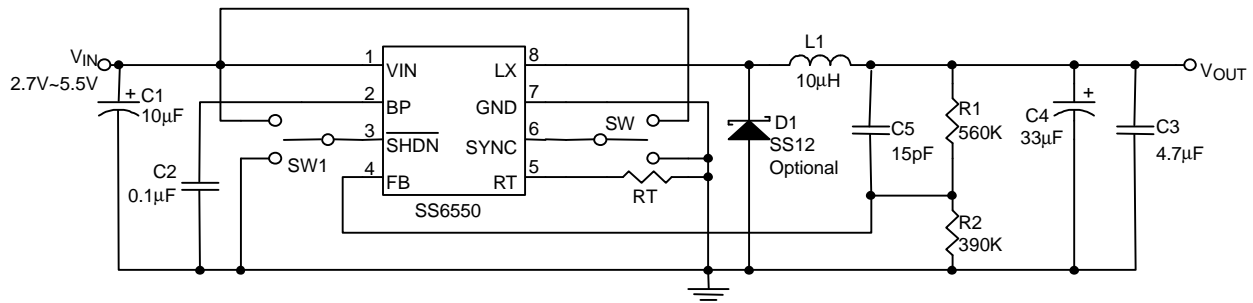 VIN
2.7V~5.5V
+
C1
10µF
C2
0.1µF
SW1
1
2
3
4
VIN
BP
SHDN
FB
LX
GND
SYNC
RT
8
7
6
5
SS6550
SW
RT
D1
SS12
Optional
L1
10µH
C5
15pF
R1
560K
R2
390K
C4
33µF
+
C3
4.7µF
VOUT